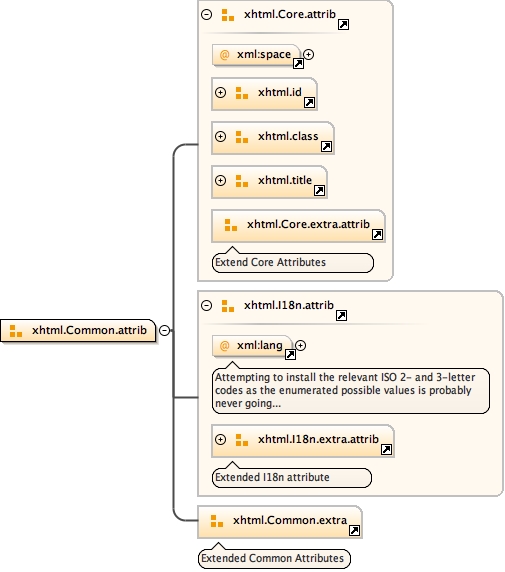 xhtml.Core.attrib
@ xml:space
xhtml.id
xhtml.class
xhtml.title
xhtml.Core.extra.attrib
Extend Core Attributes
xhtml.Common.attrib
xhtml.I18n.attrib
@ xml:lang
Attempting to install the relevant ISO 2- and 3-letter
codes as the enumerated possible values is probably
never going...
xhtml.I18n.extra.attrib
Extended I18n attribute
xhtml.Common.extra
Extended Common Attributes